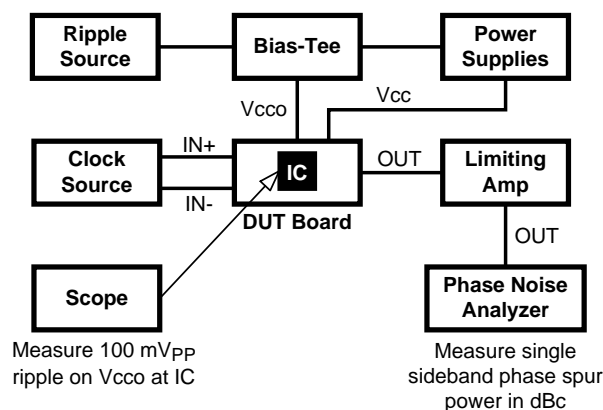 Ripple
Source
Bias-Tee
Power
Supplies
Vcco
Vcc
Clock
Source
IN+
IN-
IC
DUT Board
OUT
Limiting
Amp
OUT
Scope
Phase Noise
Analyzer
Measure 100 mVPP
ripple on Vcco at IC
Measure single
sideband phase spur
power in dBc